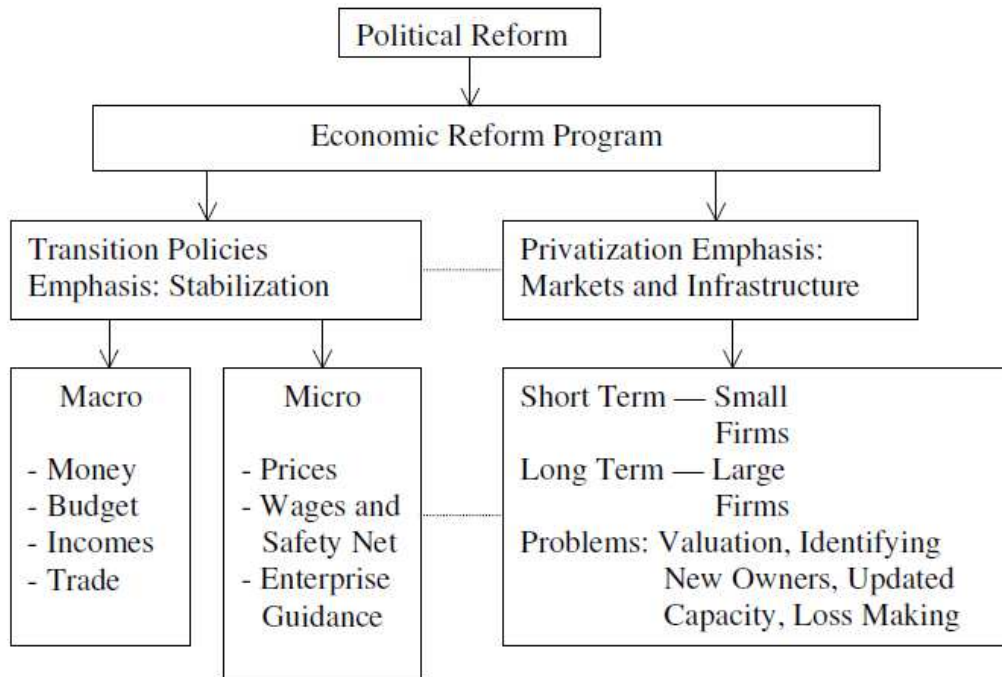 Political Reform
Economic Reform Program
Transition Policies
Emphasis: Stabilization
Privatization Emphasis:
Markets and Infrastructure
Macro
- Money
- Budget
- Incomes
- Trade
Micro
- Prices
- Wages and
Safety Net
- Enterprise
Guidance
Short Term — Small
Firms
Long Term — Large
Firms
Problems: Valuation, Identifying
New Owners, Updated
Capacity, Loss Making